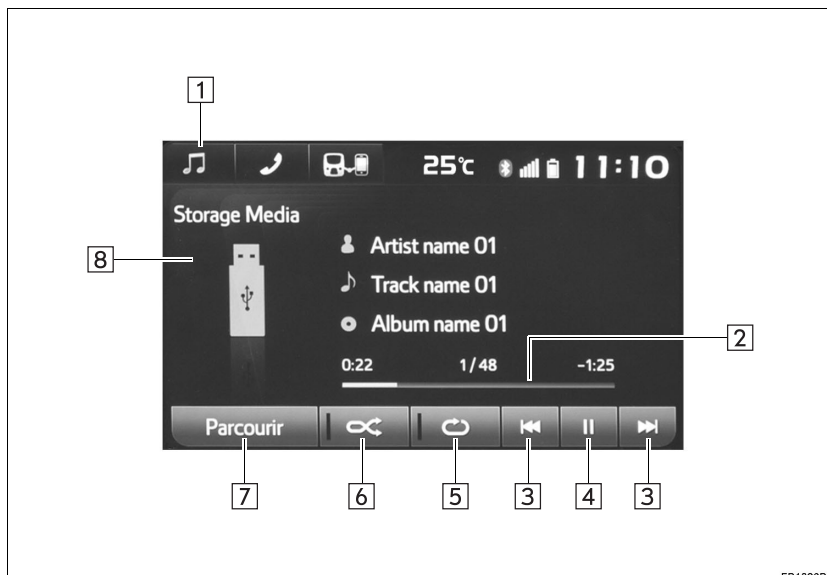 1
25°C 11:10
Storage Media
8
Artist name 01
Track name 01
Album name 01
2
0:22 1/48 -1:25
Parcourir
7 6 5 3 4 3